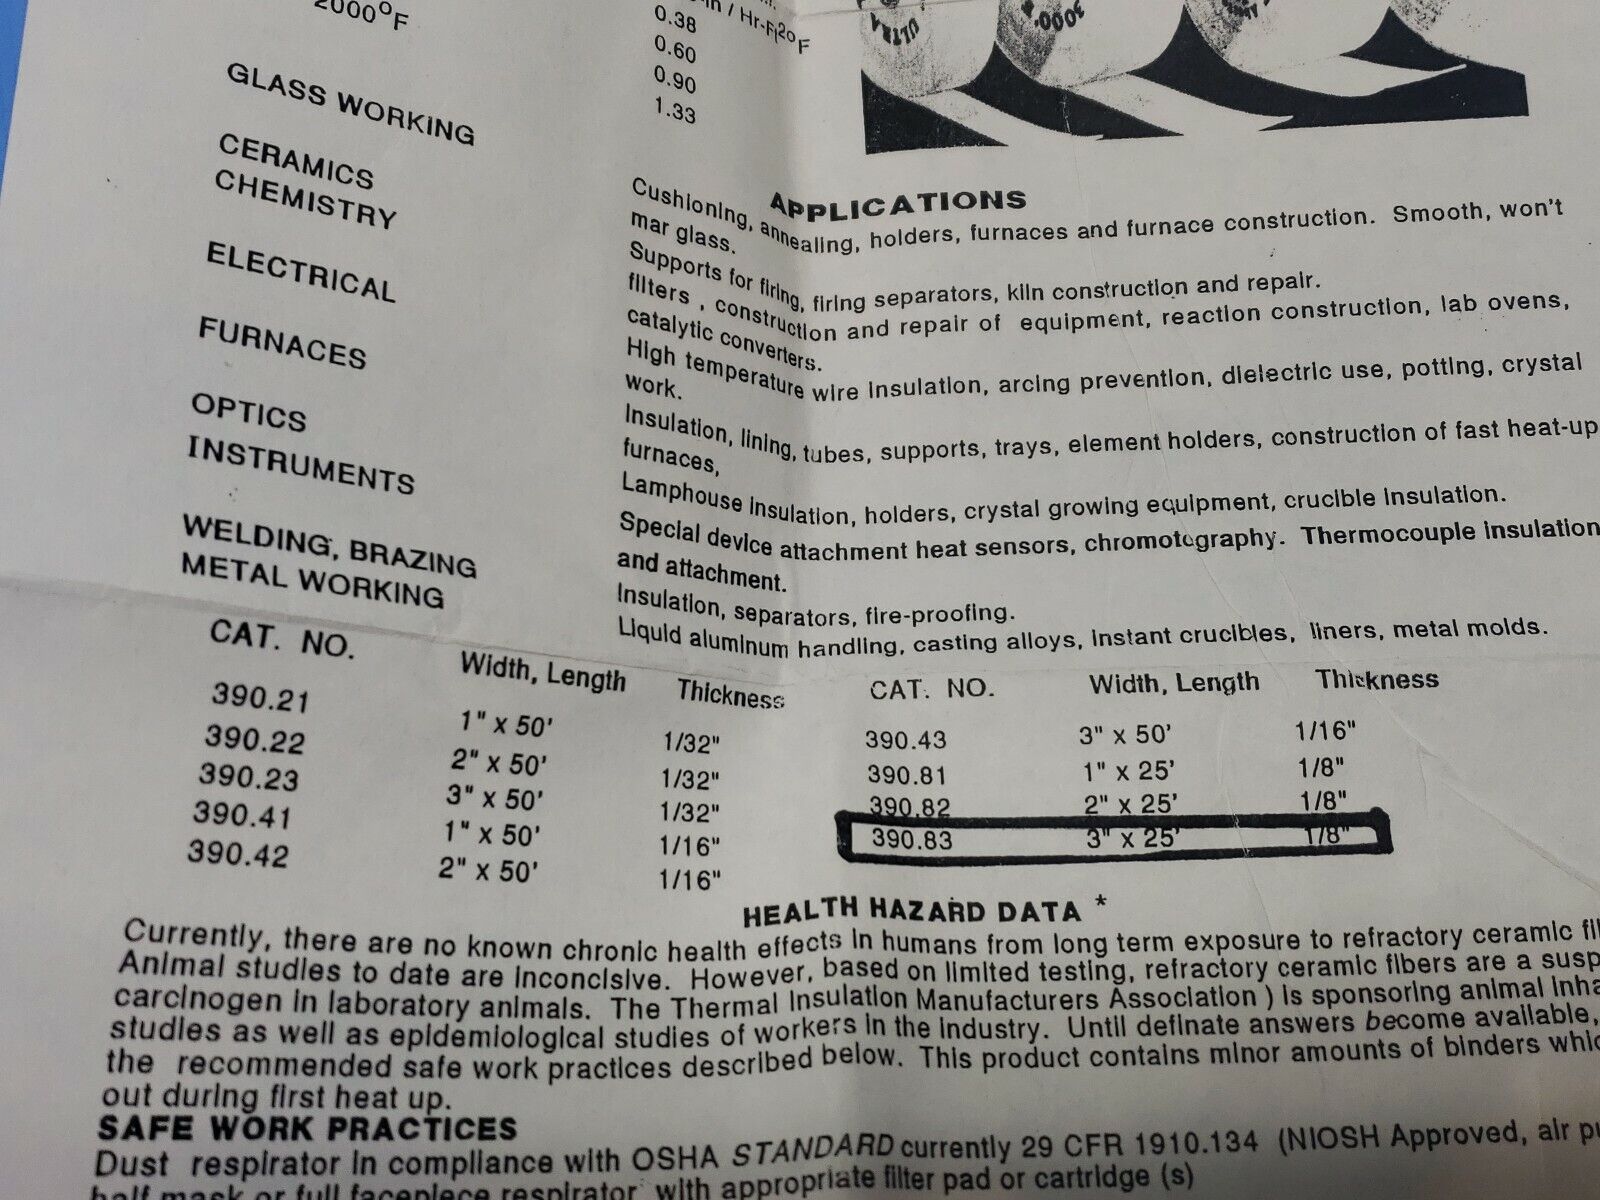 2000°F
in / Hr-Ft²°F
0.38
0.60
0.90
1.33
ULTRA
3000°
GLASS WORKING
CERAMICS
CHEMISTRY
ELECTRICAL
FURNACES
OPTICS
INSTRUMENTS
WELDING, BRAZING
METAL WORKING
APPLICATIONS
Cushioning, annealing, holders, furnaces and furnace construction. Smooth, won't
mar glass.
Supports for firing, firing separators, kiln construction and repair.
filters , construction and repair of equipment, reaction construction, lab ovens,
catalytic converters.
High temperature wire insulation, arcing prevention, dielectric use, potting, crystal
work.
Insulation, lining, tubes, supports, trays, element holders, construction of fast heat-up
furnaces,
Lamphouse insulation, holders, crystal growing equipment, crucible insulation.
Special device attachment heat sensors, chromotography. Thermocouple insulation
and attachment.
Insulation, separators, fire-proofing.
Liquid aluminum handling, casting alloys, instant crucibles, liners, metal molds.
CAT. NO. Width, Length Thickness
390.21 1" x 50' 1/32"
390.22 2" x 50' 1/32"
390.23 3" x 50' 1/32"
390.41 1" x 50' 1/16"
390.42 2" x 50' 1/16"
CAT. NO. Width, Length Thickness
390.43 3" x 50' 1/16"
390.81 1" x 25' 1/8"
390.82 2" x 25' 1/8"
390.83 3" x 25' 1/8"
HEALTH HAZARD DATA *
Currently, there are no known chronic health effects in humans from long term exposure to refractory ceramic
Animal studies to date are inconcisive. However, based on limited testing, refractory ceramic fibers are a susp
carcinogen in laboratory animals. The Thermal Insulation Manufacturers Association ) is sponsoring animal inha
studies as well as epidemiological studies of workers in the industry. Until definate answers become available,
the recommended safe work practices described below. This product contains minor amounts of binders whic
out during first heat up.
SAFE WORK PRACTICES
Dust respirator in compliance with OSHA STANDARD currently 29 CFR 1910.134 (NIOSH Approved, air pu
half mask or full facepiece respirator with appropriate filter pad or cartridge (s)